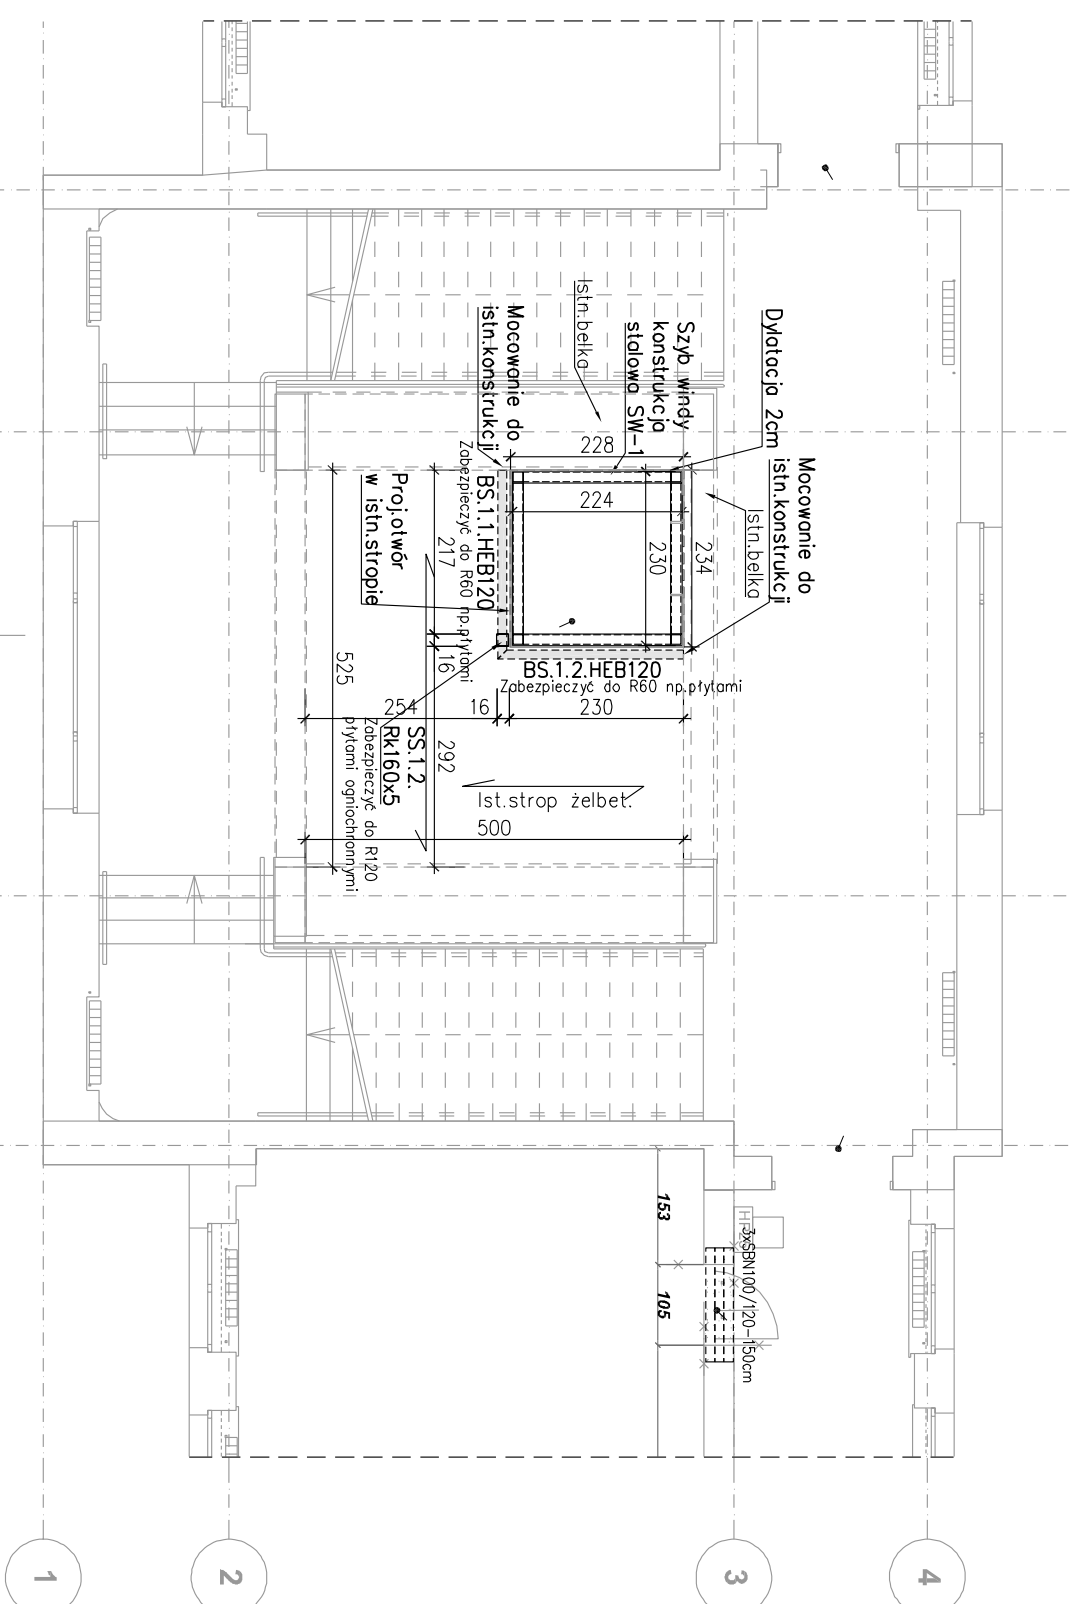 Dylatacja 2cm
Mocowanie do
istn.konstrukcji
Istn.belka
Szyb windy
konstrukcja
stalowa SW-1
Istn.belka
Mocowanie do
istn.konstrukcji
228
224
230
234
BS.1.1.HEB120
Zabezpieczyć do R60 np.płytami
217
Proj.otwór
w istn.stropie
16
525
BS.1.2.HEB120
Zabezpieczyć do R60 np.płytami
254
16
230
292
SS.1.2.
Rk160x5
Zabezpieczyć do R120
płytami ogniochronnymi
Ist.strop żelbet.
500
153
105
3xSBN100/120-150cm
1
2
3
4